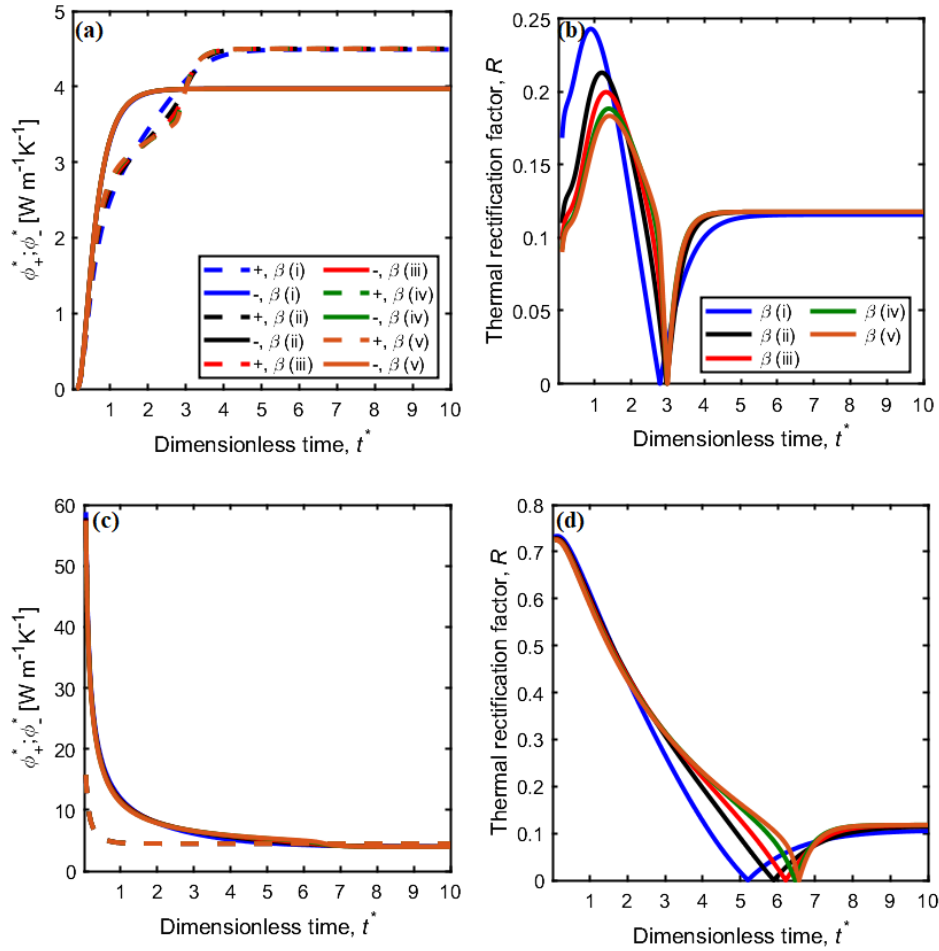 (a)
5
4
3
2
1
0
ϕ₊*;ϕ₋* [W m⁻¹K⁻¹]
+, β (i)
-, β (i)
+, β (ii)
-, β (ii)
+, β (iii)
-, β (iii)
+, β (iv)
-, β (iv)
+, β (v)
-, β (v)
1 2 3 4 5 6 7 8 9 10
Dimensionless time, t*
(b)
0.25
0.2
0.15
0.1
0.05
0
Thermal rectification factor, R
β (i)
β (ii)
β (iii)
β (iv)
β (v)
1 2 3 4 5 6 7 8 9 10
Dimensionless time, t*
(c)
60
50
40
30
20
10
0
ϕ₊*;ϕ₋* [W m⁻¹K⁻¹]
1 2 3 4 5 6 7 8 9 10
Dimensionless time, t*
(d)
0.8
0.7
0.6
0.5
0.4
0.3
0.2
0.1
0
Thermal rectification factor, R
1 2 3 4 5 6 7 8 9 10
Dimensionless time, t*